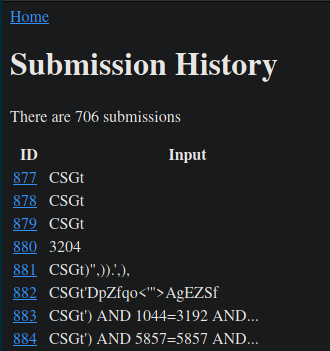 Home
Submission History
There are 706 submissions
ID Input
877 CSGt
878 CSGt
879 CSGt
880 3204
881 CSGt)",)).',),
882 CSGt'DpZfqo<'">AgEZSf
883 CSGt') AND 1044=3192 AND...
884 CSGt') AND 5857=5857 AND...